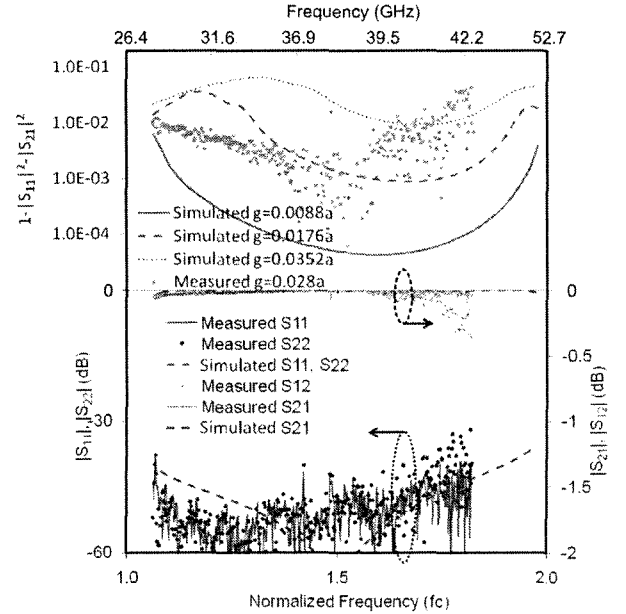 Frequency (GHz)
26.4 31.6 36.9 39.5 42.2 52.7
1.0E-01
1.0E-02
1.0E-03
1.0E-04
1-|S11|²-|S21|²
Simulated g=0.0088a
Simulated g=0.0176a
Simulated g=0.0352a
Measured g=0.028a
0
-30
-60
|S11|, |S22| (dB)
Measured S11
Measured S22
Simulated S11, S22
Measured S12
Measured S21
Simulated S21
0
-0.5
-1
-1.5
-2
|S21|, |S12| (dB)
1.0 1.5 2.0
Normalized Frequency (fc)